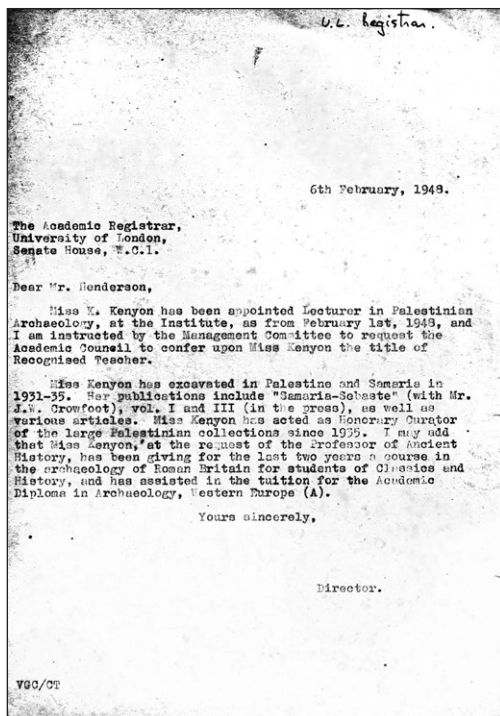 U.L. Registrar.
6th February, 1948.
The Academic Registrar,
University of London,
Senate House, W.C.1.
Dear Mr. Henderson,
Miss K. Kenyon has been appointed Lecturer in Palestinian
Archaeology, at the Institute, as from February 1st, 1948, and
I am instructed by the Management Committee to request the
Academic Council to confer upon Miss Kenyon the title of
Recognised Teacher.
Miss Kenyon has excavated in Palestine and Samaria in
1931-35. Her publications include "Samaria-Sebaste" (with Mr.
J.W. Crowfoot), vol. I and III (in the press), as well as
various articles. Miss Kenyon has acted as Honorary Curator
of the large Palestinian collections since 1935. I may add
that Miss Kenyon, at the request of the Professor of Ancient
History, has been giving for the last two years a course in
the archaeology of Roman Britain for students of Classics and
History, and has assisted in the tuition for the Academic
Diploma in Archaeology, Western Europe (A).
Yours sincerely,
Director.
VGC/CT